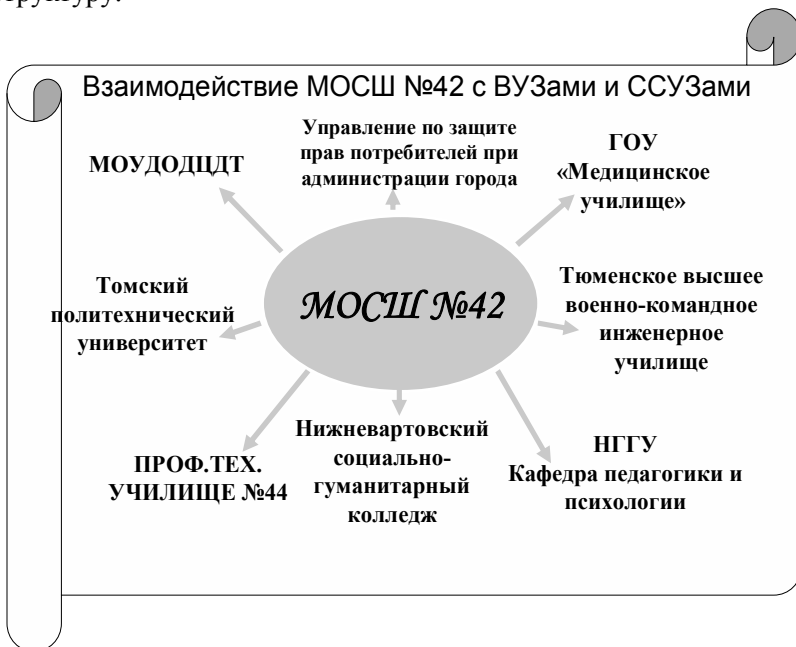 структуру.
Взаимодействие МОСШ №42 с ВУЗами и ССУЗами
МОУДОДЦДТ
Управление по защите
прав потребителей при
администрации города
ГОУ
«Медицинское
училище»
Томский
политехнический
университет
МОСШ №42
Тюменское высшее
военно-командное
инженерное
училище
ПРОФ.ТЕХ.
УЧИЛИЩЕ №44
Нижневартовский
социально-
гуманитарный
колледж
НГГУ
Кафедра педагогики и
психологии